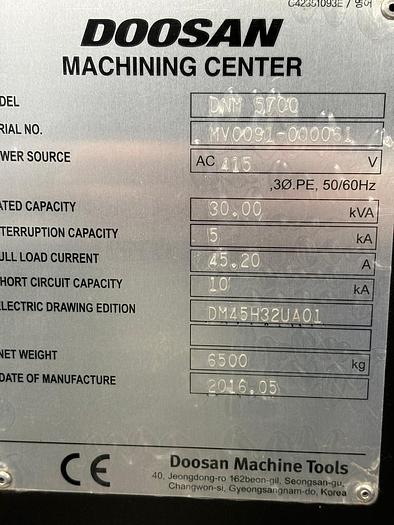 C42351093E / 영어
DOOSAN
MACHINING CENTER
DEL DNM 5700
RIAL NO. MV0091-000081
WER SOURCE AC 415 V
,3Ø.PE, 50/60Hz
ATED CAPACITY 30.00 kVA
TERRUPTION CAPACITY 5 kA
ULL LOAD CURRENT 45.20 A
HORT CIRCUIT CAPACITY 10 kA
LECTRIC DRAWING EDITION DM45H32UA01
NET WEIGHT 6500 kg
DATE OF MANUFACTURE 2016.05
CE Doosan Machine Tools
40, Jeongdong-ro 162beon-gil, Seongsan-gu,
Changwon-si, Gyeongsangnam-do, Korea